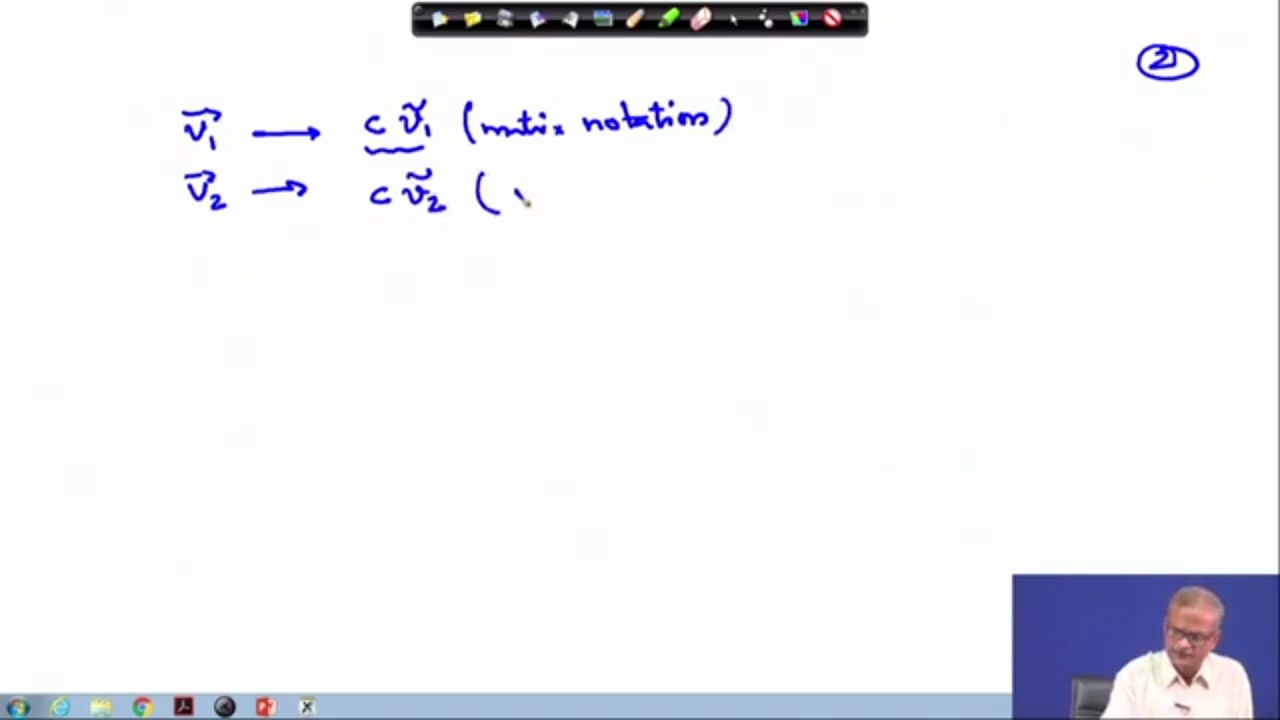 2
v⃗₁ → c ṽ₁ (matrix notation)
v⃗₂ → c ṽ₂ (